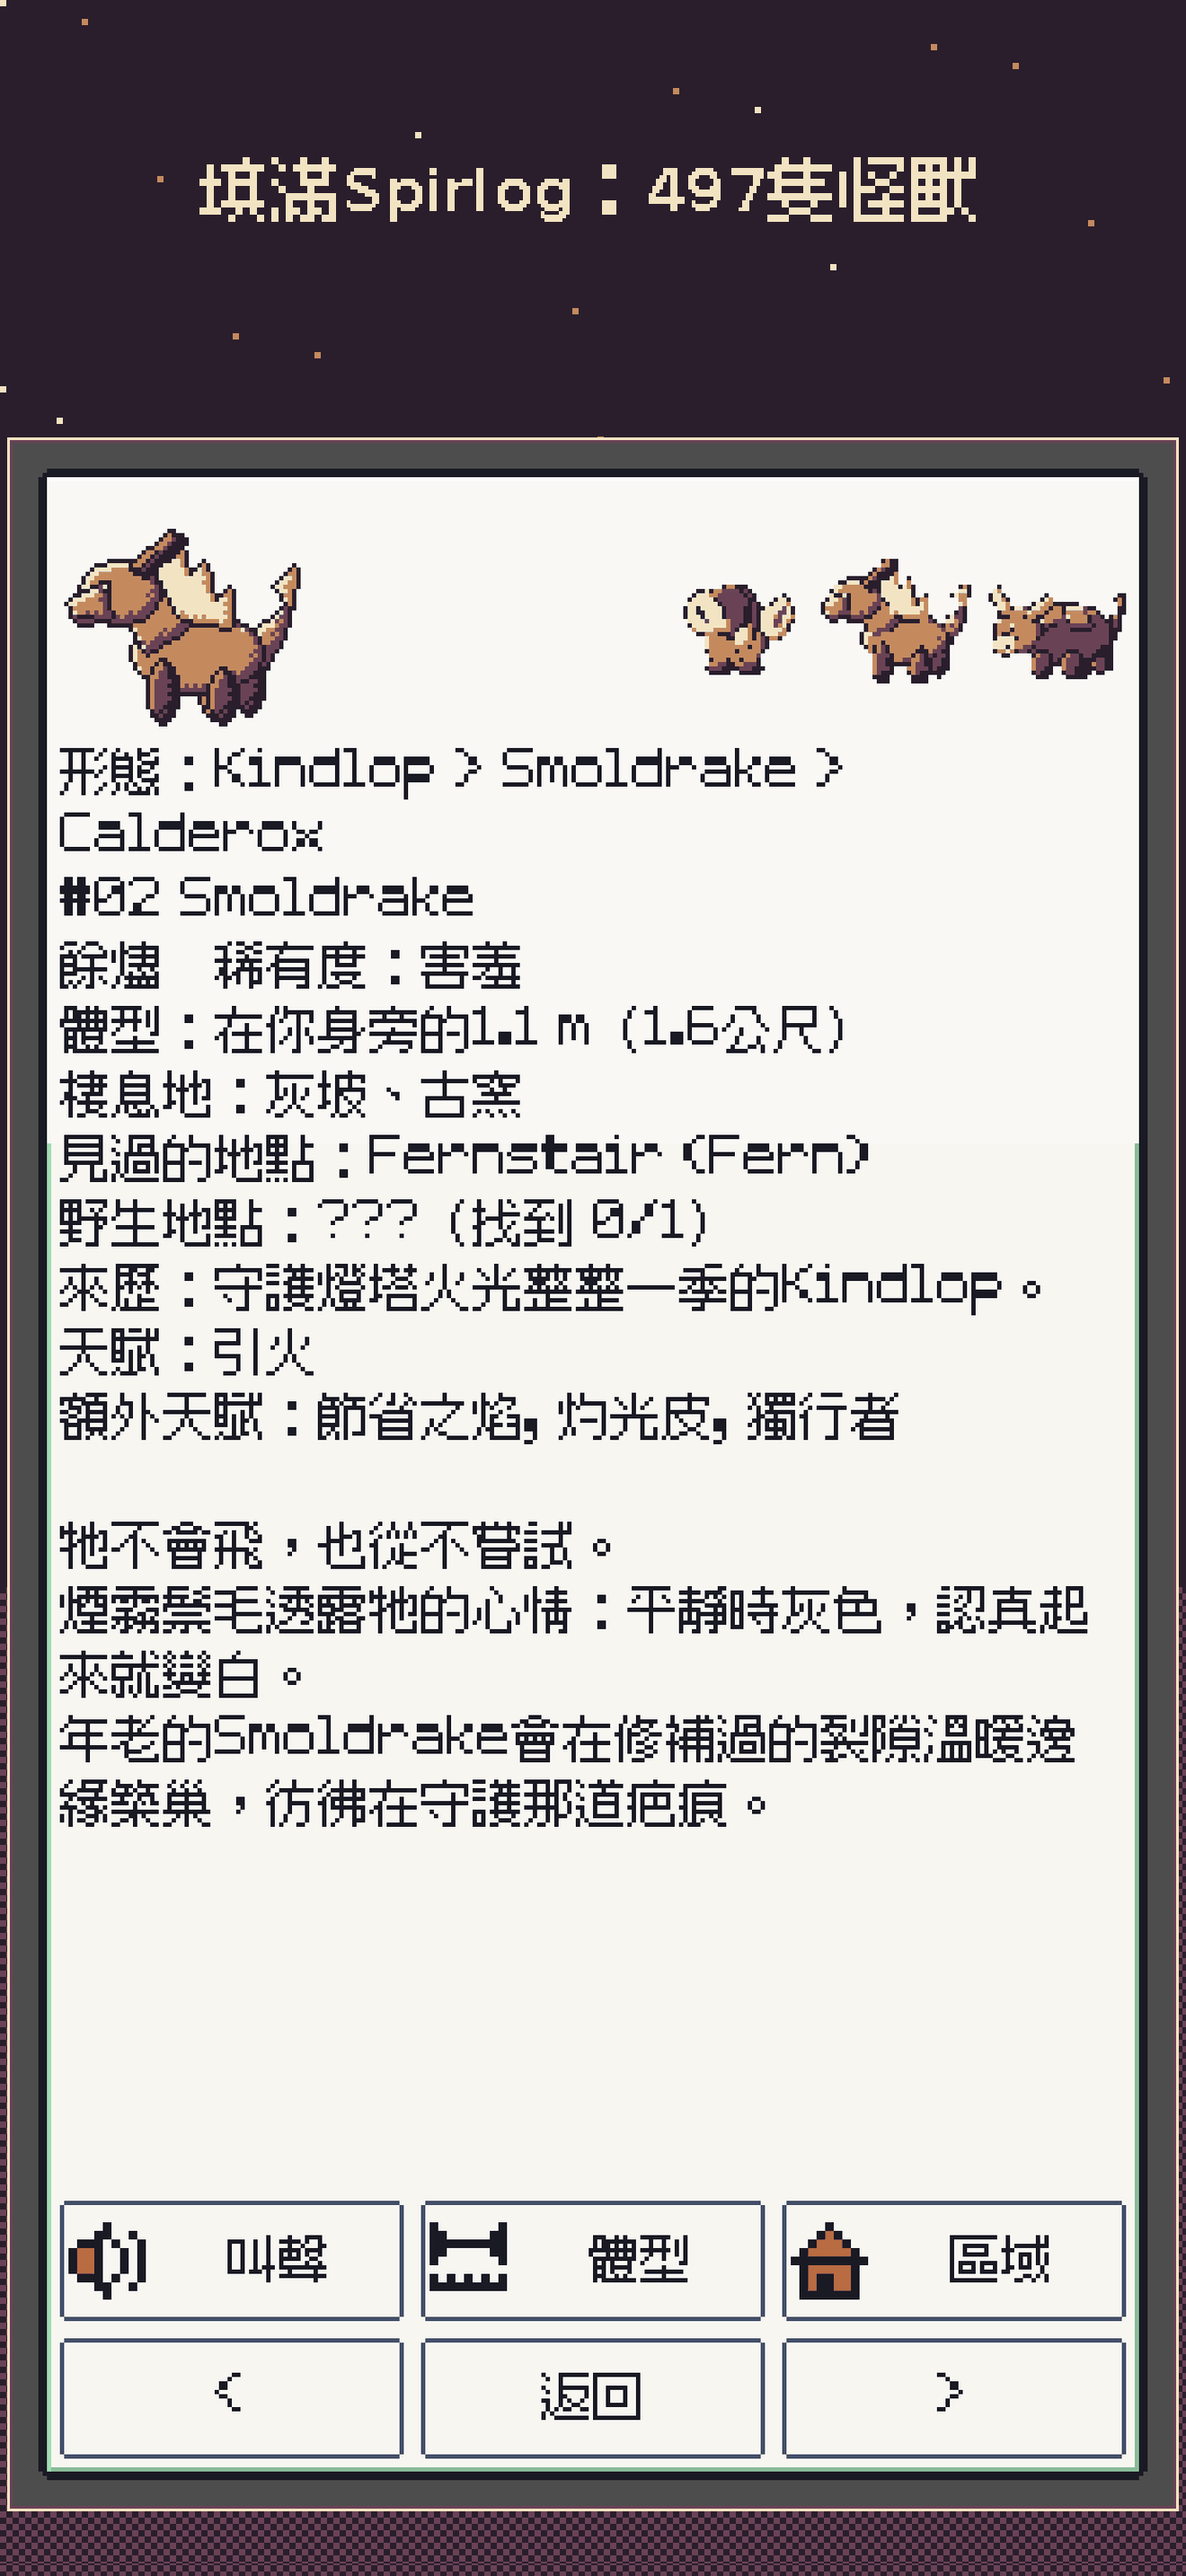 填滿Spirlog：497隻怪獸
形態：Kindlop > Smoldrake >
Calderox
#02 Smoldrake
餘燼　稀有度：害羞
體型：在你身旁的1.1 m (1.6公尺)
棲息地：灰坡、古窯
見過的地點：Fernstair (Fern)
野生地點：??? (找到 0/1)
來歷：守護燈塔火光整整一季的Kindlop。
天賦：引火
額外天賦：節省之焰, 灼光皮, 獨行者
牠不會飛，也從不嘗試。
煙霧鬃毛透露牠的心情：平靜時灰色，認真起
來就變白。
年老的Smoldrake會在修補過的裂隙溫暖邊
緣築巢，彷彿在守護那道疤痕。
叫聲 體型 區域
< 返回 >